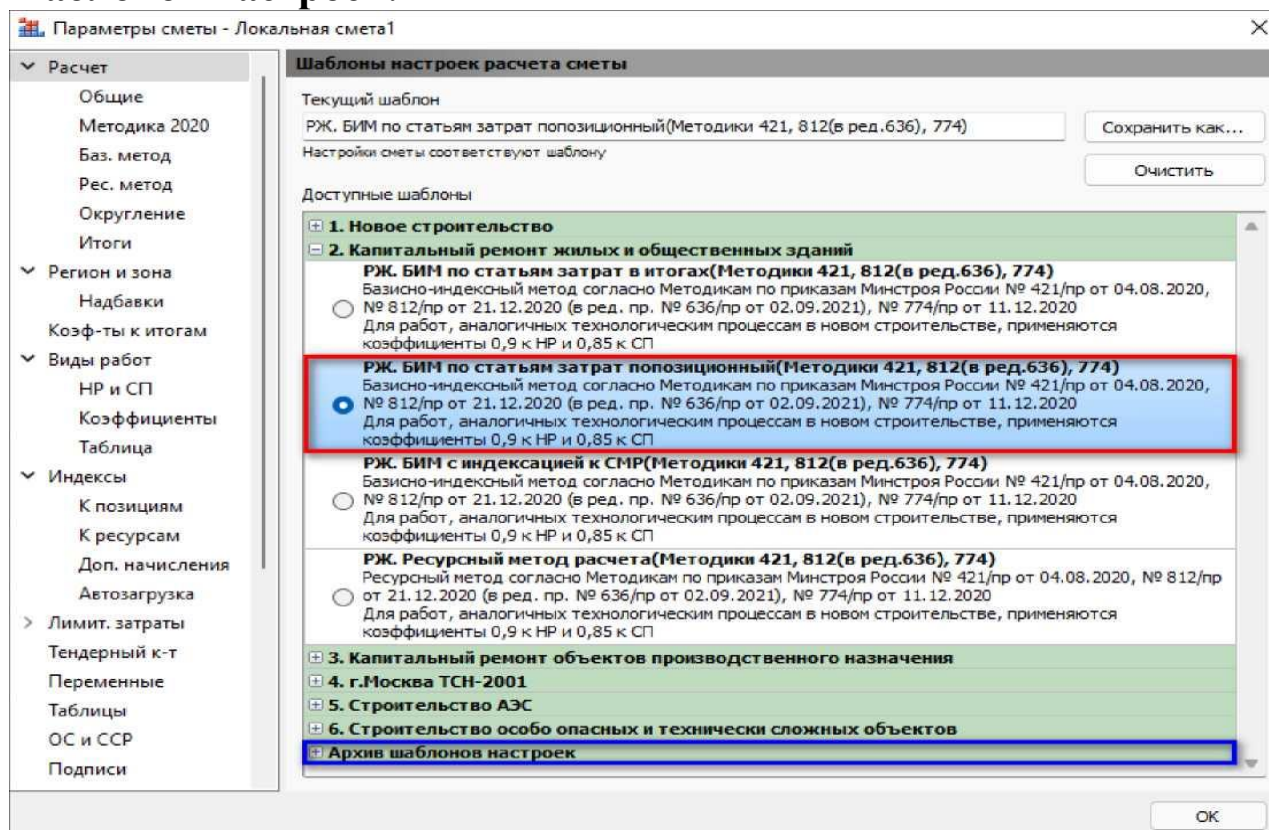 Параметры сметы - Локальная смета1
Расчет
Общие
Методика 2020
Баз. метод
Рес. метод
Округление
Итоги
Регион и зона
Надбавки
Коэф-ты к итогам
Виды работ
НР и СП
Коэффициенты
Таблица
Индексы
К позициям
К ресурсам
Доп. начисления
Автозагрузка
Лимит. затраты
Тендерный к-т
Переменные
Таблицы
ОС и ССР
Подписи
Шаблоны настроек расчета сметы
Текущий шаблон
РЖ. БИМ по статьям затрат попозиционный(Методики 421, 812(в ред.636), 774)
Сохранить как...
Настройки сметы соответствуют шаблону
Очистить
Доступные шаблоны
1. Новое строительство
2. Капитальный ремонт жилых и общественных зданий
РЖ. БИМ по статьям затрат в итогах(Методики 421, 812(в ред.636), 774)
Базисно-индексный метод согласно Методикам по приказам Минстроя России № 421/пр от 04.08.2020,
№ 812/пр от 21.12.2020 (в ред. пр. № 636/пр от 02.09.2021), № 774/пр от 11.12.2020
Для работ, аналогичных технологическим процессам в новом строительстве, применяются
коэффициенты 0,9 к НР и 0,85 к СП
РЖ. БИМ по статьям затрат попозиционный(Методики 421, 812(в ред.636), 774)
Базисно-индексный метод согласно Методикам по приказам Минстроя России № 421/пр от 04.08.2020,
№ 812/пр от 21.12.2020 (в ред. пр. № 636/пр от 02.09.2021), № 774/пр от 11.12.2020
Для работ, аналогичных технологическим процессам в новом строительстве, применяются
коэффициенты 0,9 к НР и 0,85 к СП
РЖ. БИМ с индексацией к СМР(Методики 421, 812(в ред.636), 774)
Базисно-индексный метод согласно Методикам по приказам Минстроя России № 421/пр от 04.08.2020,
№ 812/пр от 21.12.2020 (в ред. пр. № 636/пр от 02.09.2021), № 774/пр от 11.12.2020
Для работ, аналогичных технологическим процессам в новом строительстве, применяются
коэффициенты 0,9 к НР и 0,85 к СП
РЖ. Ресурсный метод расчета(Методики 421, 812(в ред.636), 774)
Ресурсный метод согласно Методикам по приказам Минстроя России № 421/пр от 04.08.2020, № 812/пр
от 21.12.2020 (в ред. пр. № 636/пр от 02.09.2021), № 774/пр от 11.12.2020
Для работ, аналогичных технологическим процессам в новом строительстве, применяются
коэффициенты 0,9 к НР и 0,85 к СП
3. Капитальный ремонт объектов производственного назначения
4. г.Москва ТСН-2001
5. Строительство АЭС
6. Строительство особо опасных и технически сложных объектов
Архив шаблонов настроек
ОК